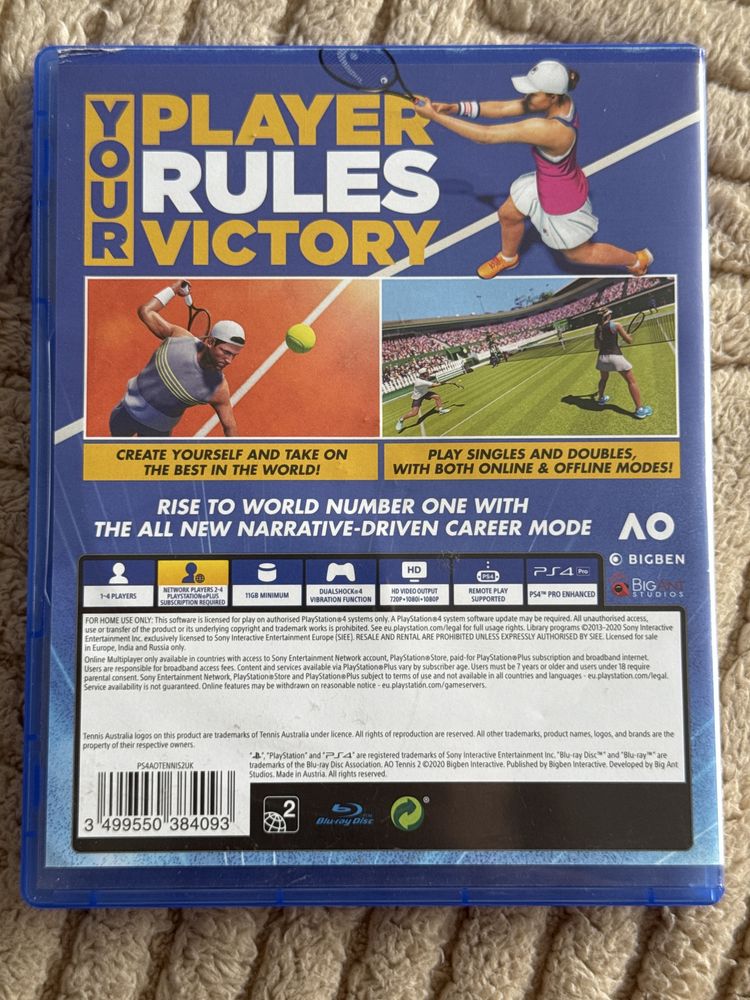 YOUR
PLAYER
RULES
VICTORY
CREATE YOURSELF AND TAKE ON
THE BEST IN THE WORLD!
PLAY SINGLES AND DOUBLES,
WITH BOTH ONLINE & OFFLINE MODES!
RISE TO WORLD NUMBER ONE WITH
THE ALL NEW NARRATIVE-DRIVEN CAREER MODE
AO
BIGBEN
BIG ANT
STUDIOS
1-4 PLAYERS
NETWORK PLAYERS 2-4
PLAYSTATION®PLUS
SUBSCRIPTION REQUIRED
11GB MINIMUM
DUALSHOCK®4
VIBRATION FUNCTION
HD
HD VIDEO OUTPUT
720p•1080i•1080p
PS4
REMOTE PLAY
SUPPORTED
PS4 Pro
PS4™ PRO ENHANCED
FOR HOME USE ONLY: This software is licensed for play on authorised PlayStation®4 systems only. A PlayStation®4 system software update may be required. All unauthorised access,
use or transfer of the product or its underlying copyright and trademark works is prohibited. See eu.playstation.com/legal for full usage rights. Library programs ©2013-2020 Sony Interactive
Entertainment Inc. exclusively licensed to Sony Interactive Entertainment Europe (SIEE). RESALE AND RENTAL ARE PROHIBITED UNLESS EXPRESSLY AUTHORISED BY SIEE. Licensed for sale
in Europe, India and Russia only.
Online Multiplayer only available in countries with access to Sony Entertainment Network account, PlayStation®Store, paid-for PlayStation®Plus subscription and broadband internet.
Users are responsible for broadband access fees. Content and services available via PlayStation®Plus vary by subscriber age. Users must be 7 years or older and users under 18 require
parental consent. Sony Entertainment Network, PlayStation®Store and PlayStation®Plus subject to terms of use and not available in all countries and languages - eu.playstation.com/legal.
Service availability is not guaranteed. Online features may be withdrawn on reasonable notice - eu.playstation.com/gameservers.
Tennis Australia logos on this product are trademarks of Tennis Australia under licence. All rights of reproduction are reserved. All other trademarks, product names, logos, and brands are the
property of their respective owners.
PS4AOTENNIS2UK
", "PlayStation" and "PS4" are registered trademarks of Sony Interactive Entertainment Inc. "Blu-ray Disc™" and "Blu-ray™" are
trademarks of the Blu-ray Disc Association. AO Tennis 2 ©2020 Bigben Interactive. Published by Bigben Interactive. Developed by Big Ant
Studios. Made in Austria. All rights reserved.
3 499550 384093
2
Blu-ray Disc
®